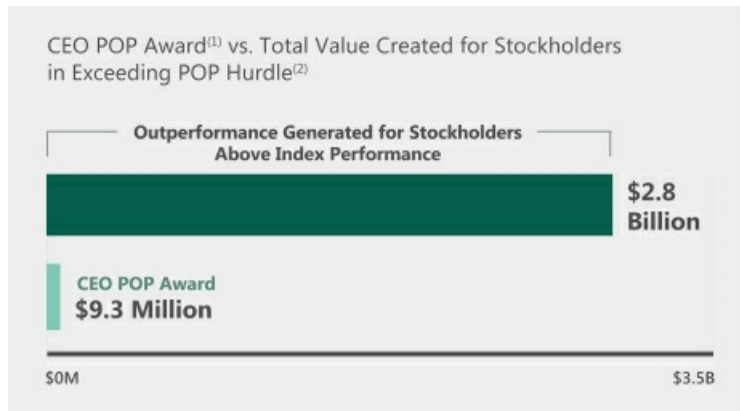 CEO POP Award(1) vs. Total Value Created for Stockholders
in Exceeding POP Hurdle(2)
Outperformance Generated for Stockholders
Above Index Performance
$2.8
Billion
CEO POP Award
$9.3 Million
$0M
$3.5B